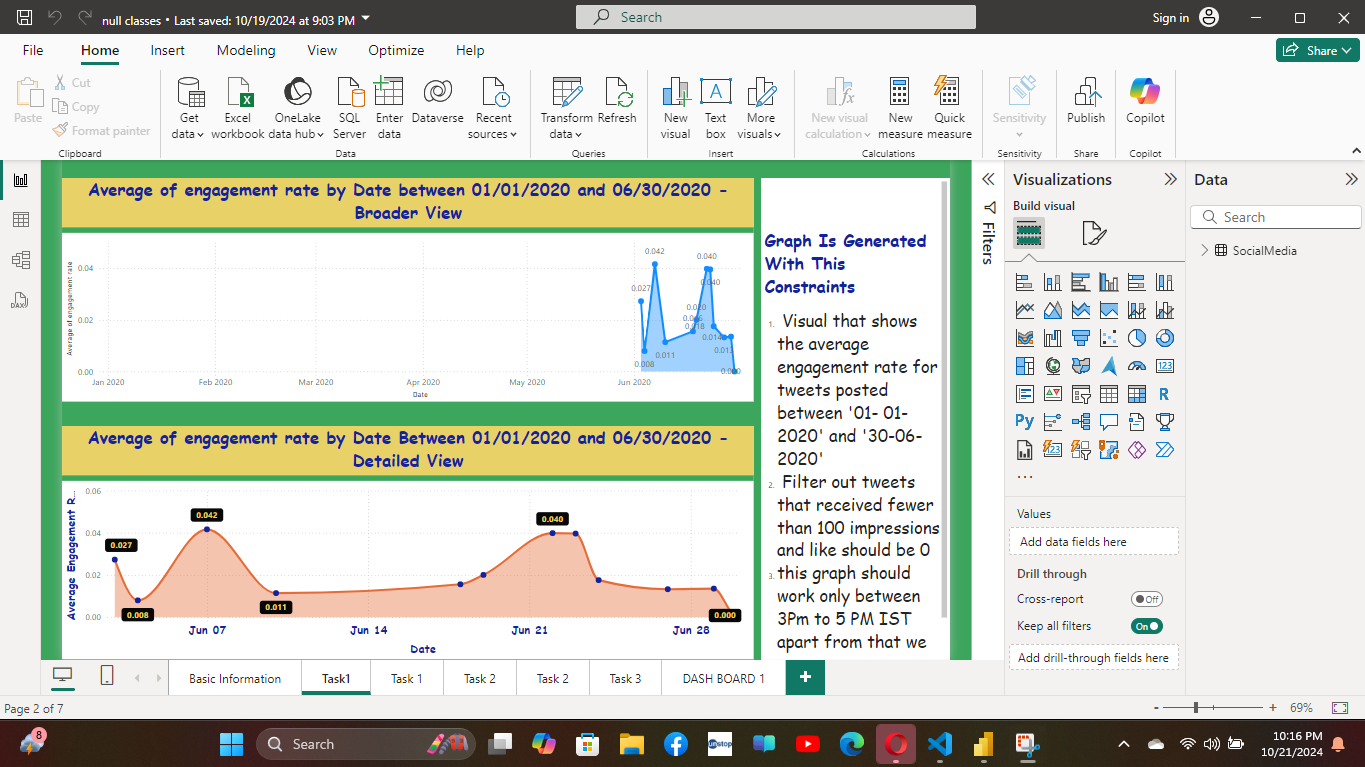 null classes • Last saved: 10/19/2024 at 9:03 PM
Search
Sign in
File Home Insert Modeling View Optimize Help
Share
Paste
Cut
Copy
Format painter
Clipboard
Get data
Excel workbook
OneLake data hub
SQL Server
Enter data
Dataverse
Recent sources
Data
Transform data
Refresh
Queries
New visual
Text box
More visuals
Insert
New visual calculation
New measure
Quick measure
Calculations
Sensitivity
Sensitivity
Publish
Share
Copilot
Copilot
Average of engagement rate by Date between 01/01/2020 and 06/30/2020 -
Broader View
Average of engagement rate
0.04
0.02
0.00
0.042
0.027
0.008
0.011
0.040
0.040
0.020
0.018
0.014
0.013
0.000
Jan 2020 Feb 2020 Mar 2020 Apr 2020 May 2020 Jun 2020
Date
Average of engagement rate by Date Between 01/01/2020 and 06/30/2020 -
Detailed View
Average Engagement R...
0.06
0.04
0.02
0.00
0.027
0.008
0.042
0.011
0.040
0.000
Jun 07 Jun 14 Jun 21 Jun 28
Date
Graph Is Generated
With This
Constraints
1. Visual that shows
the average
engagement rate for
tweets posted
between '01- 01-
2020' and '30-06-
2020'
2. Filter out tweets
that received fewer
than 100 impressions
and like should be 0
3. this graph should
work only between
3Pm to 5 PM IST
apart from that we
Filters
Visualizations
Build visual
123
R
Py
123
...
Values
Add data fields here
Drill through
Cross-report Off
Keep all filters On
Add drill-through fields here
Data
Search
SocialMedia
DAX
Basic Information Task1 Task 1 Task 2 Task 2 Task 3 DASH BOARD 1 +
Page 2 of 7
- + 69%
8
Search
unstop
10:16 PM
10/21/2024